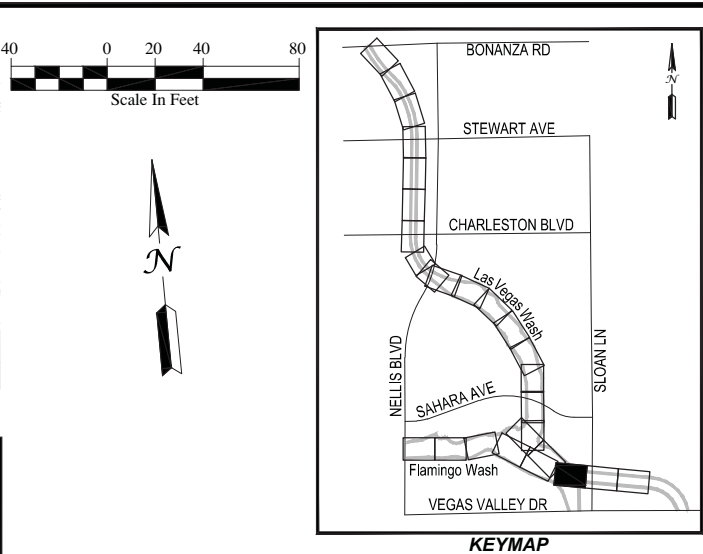 40 0 20 40 80
Scale In Feet
N
BONANZA RD
N
STEWART AVE
CHARLESTON BLVD
Las Vegas Wash
NELLIS BLVD
SLOAN LN
SAHARA AVE
Flamingo Wash
VEGAS VALLEY DR
KEYMAP